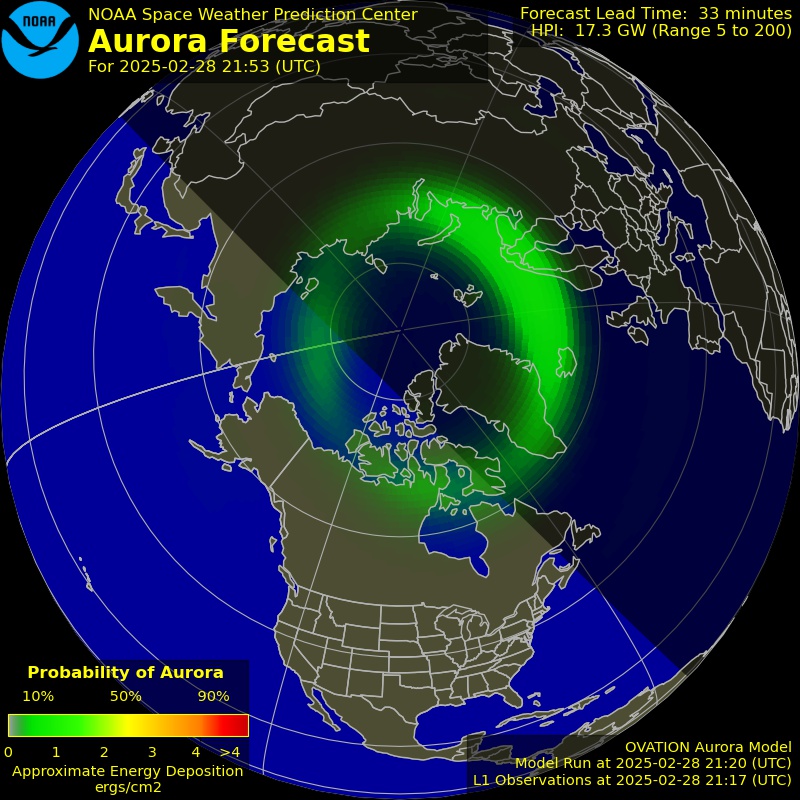 NOAA
NOAA Space Weather Prediction Center
Aurora Forecast
For 2025-02-28 21:53 (UTC)
Forecast Lead Time: 33 minutes
HPI: 17.3 GW (Range 5 to 200)
Probability of Aurora
10% 50% 90%
0 1 2 3 4 >4
Approximate Energy Deposition
ergs/cm2
OVATION Aurora Model
Model Run at 2025-02-28 21:20 (UTC)
L1 Observations at 2025-02-28 21:17 (UTC)